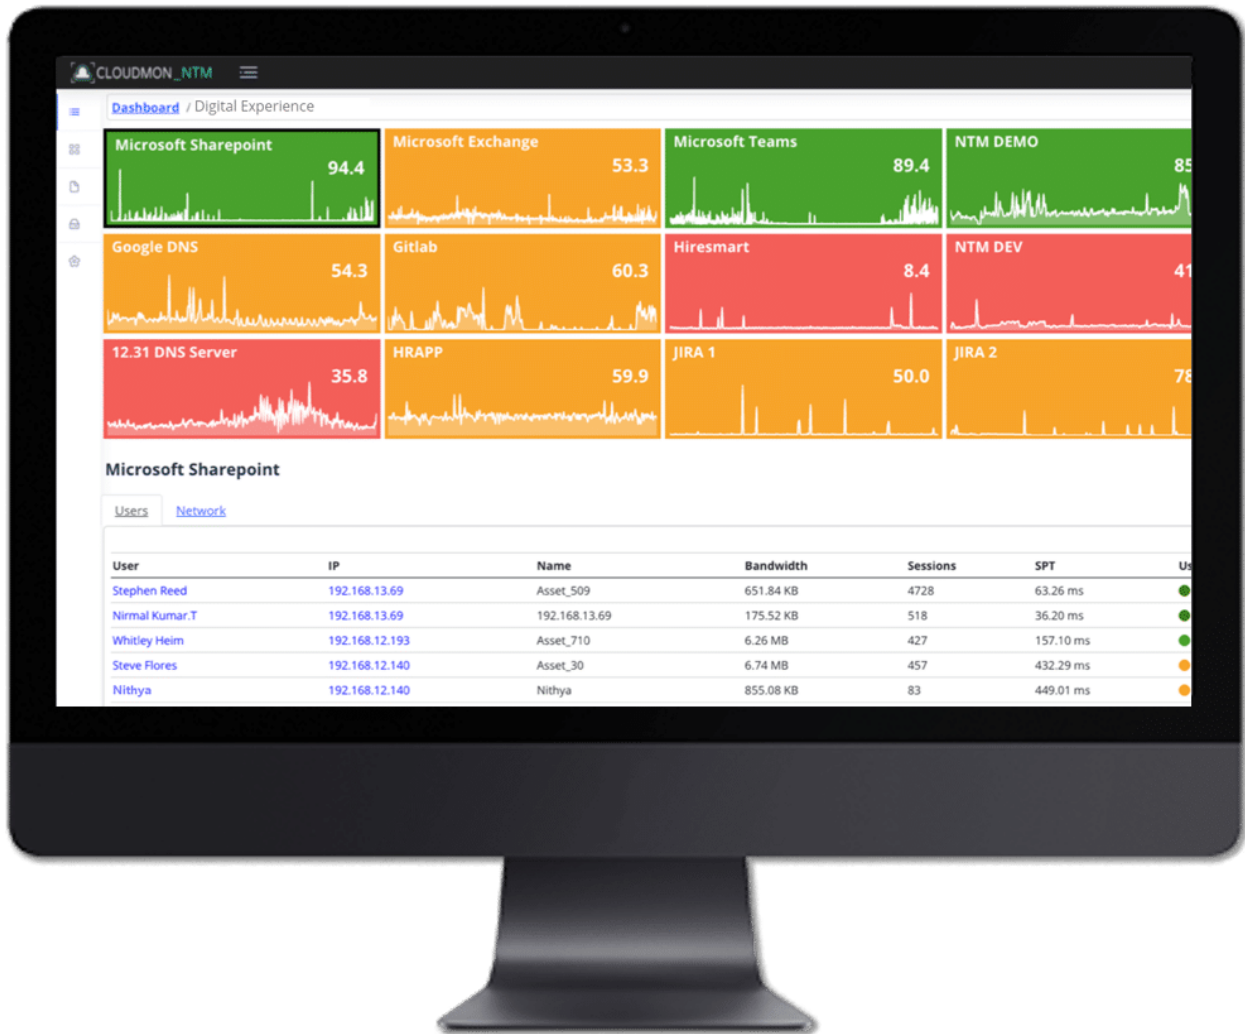 CLOUDMON_NTM
Dashboard / Digital Experience
Microsoft Sharepoint
94.4
Microsoft Exchange
53.3
Microsoft Teams
89.4
NTM DEMO
85
Google DNS
54.3
Gitlab
60.3
Hiresmart
8.4
NTM DEV
41
12.31 DNS Server
35.8
HRAPP
59.9
JIRA 1
50.0
JIRA 2
78
Microsoft Sharepoint
Users Network
User IP Name Bandwidth Sessions SPT Us
Stephen Reed 192.168.13.69 Asset_509 651.84 KB 4728 63.26 ms
Nirmal Kumar.T 192.168.13.69 192.168.13.69 175.52 KB 518 36.20 ms
Whitley Heim 192.168.12.193 Asset_710 6.26 MB 427 157.10 ms
Steve Flores 192.168.12.140 Asset_30 6.74 MB 457 432.29 ms
Nithya 192.168.12.140 Nithya 855.08 KB 83 449.01 ms